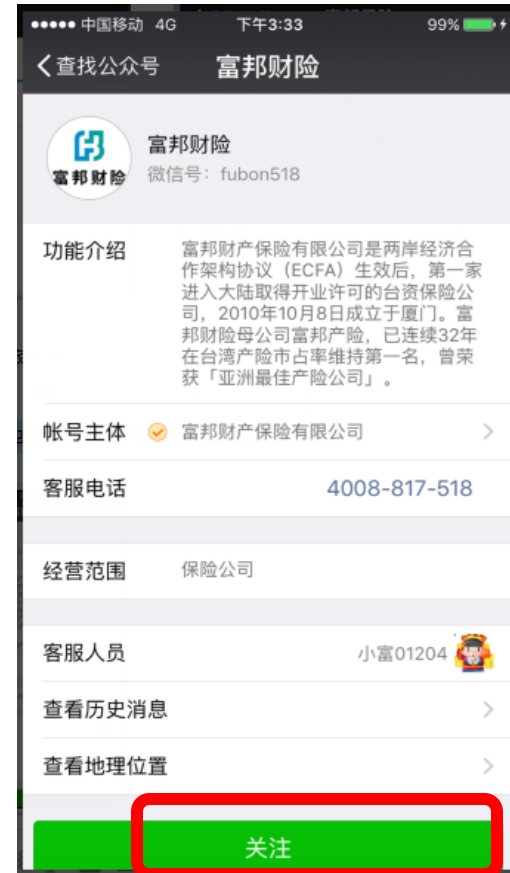 中国移动 4G 下午3:33 99%
查找公众号 富邦财险
富邦财险
富邦财险
微信号：fubon518
功能介绍
富邦财产保险有限公司是两岸经济合
作架构协议（ECFA）生效后，第一家
进入大陆取得开业许可的台资保险公
司，2010年10月8日成立于厦门。富
邦财险母公司富邦产险，已连续32年
在台湾产险市占率维持第一名，曾荣
获「亚洲最佳产险公司」。
帐号主体 富邦财产保险有限公司
客服电话 4008-817-518
经营范围 保险公司
客服人员 小富01204
查看历史消息
查看地理位置
关注